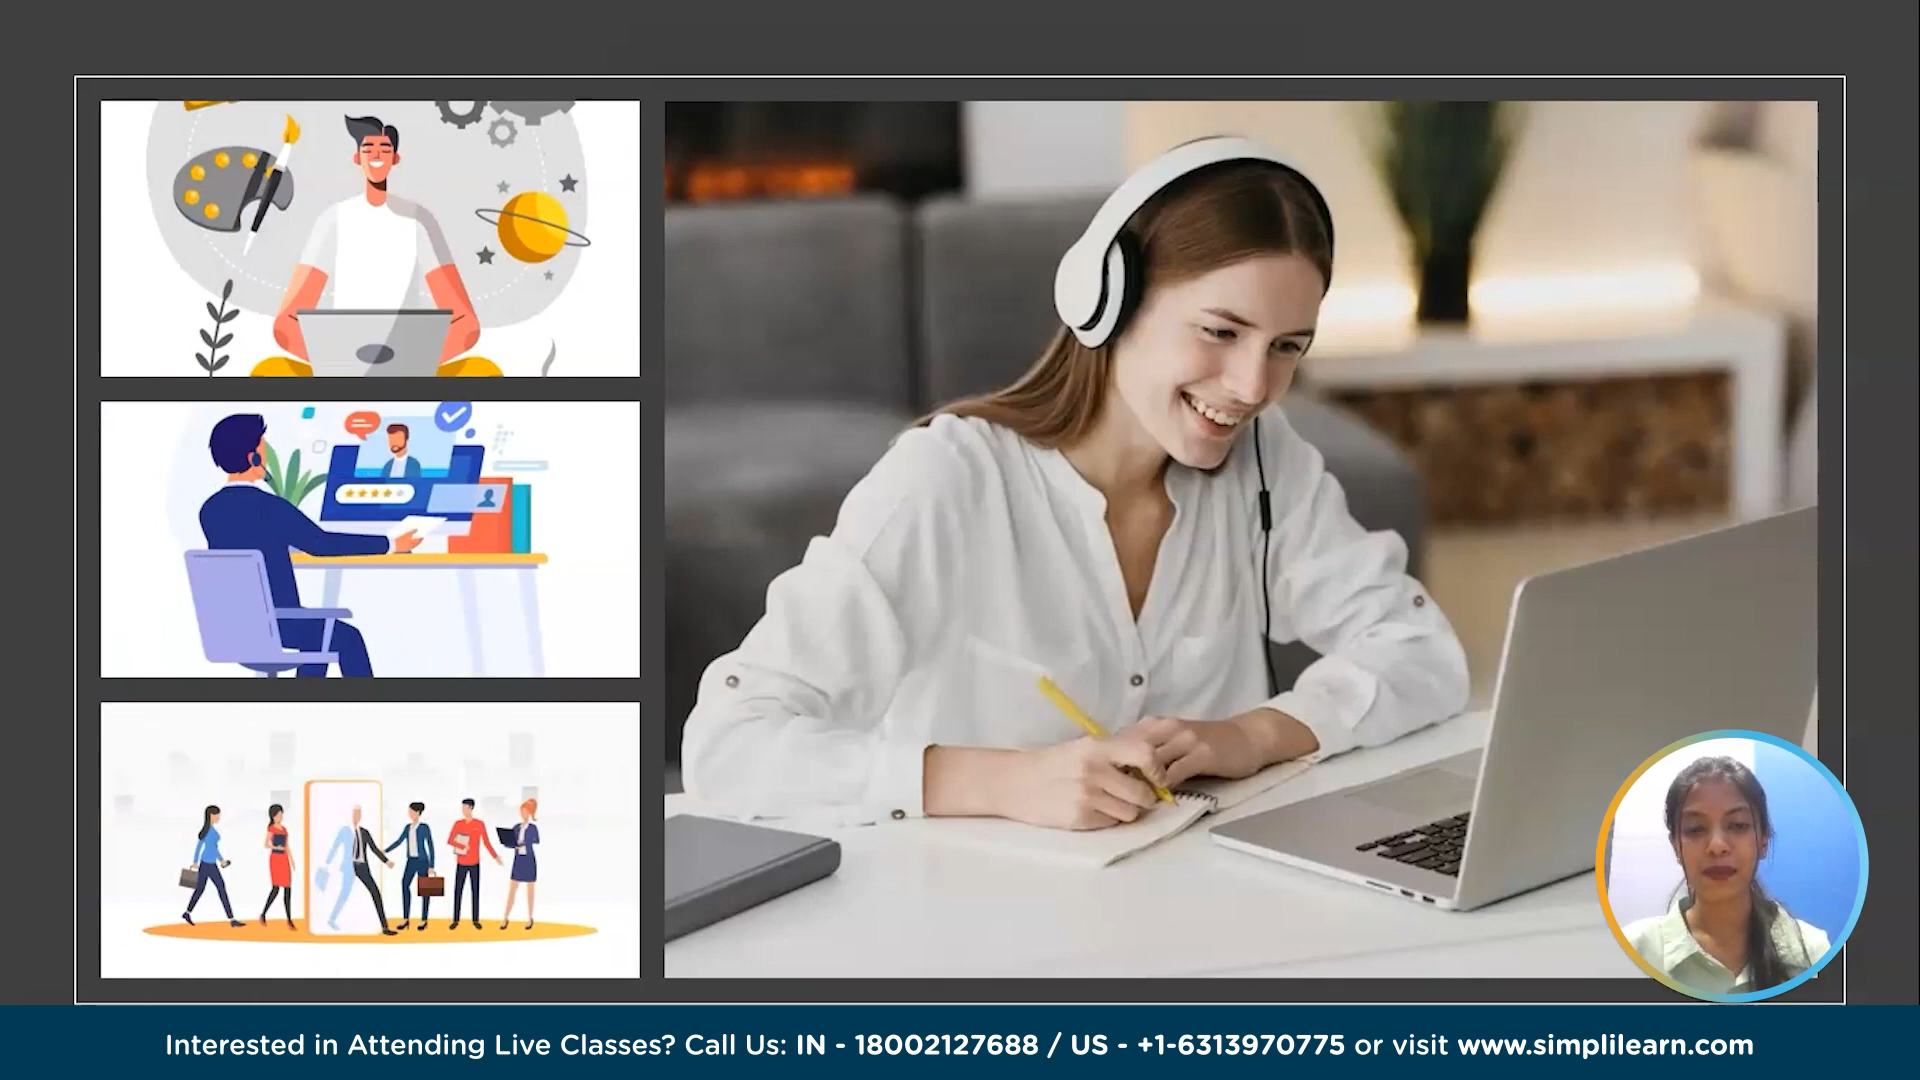 Interested in Attending Live Classes? Call Us: IN - 18002127688 / US - +1-6313970775 or visit www.simplilearn.com